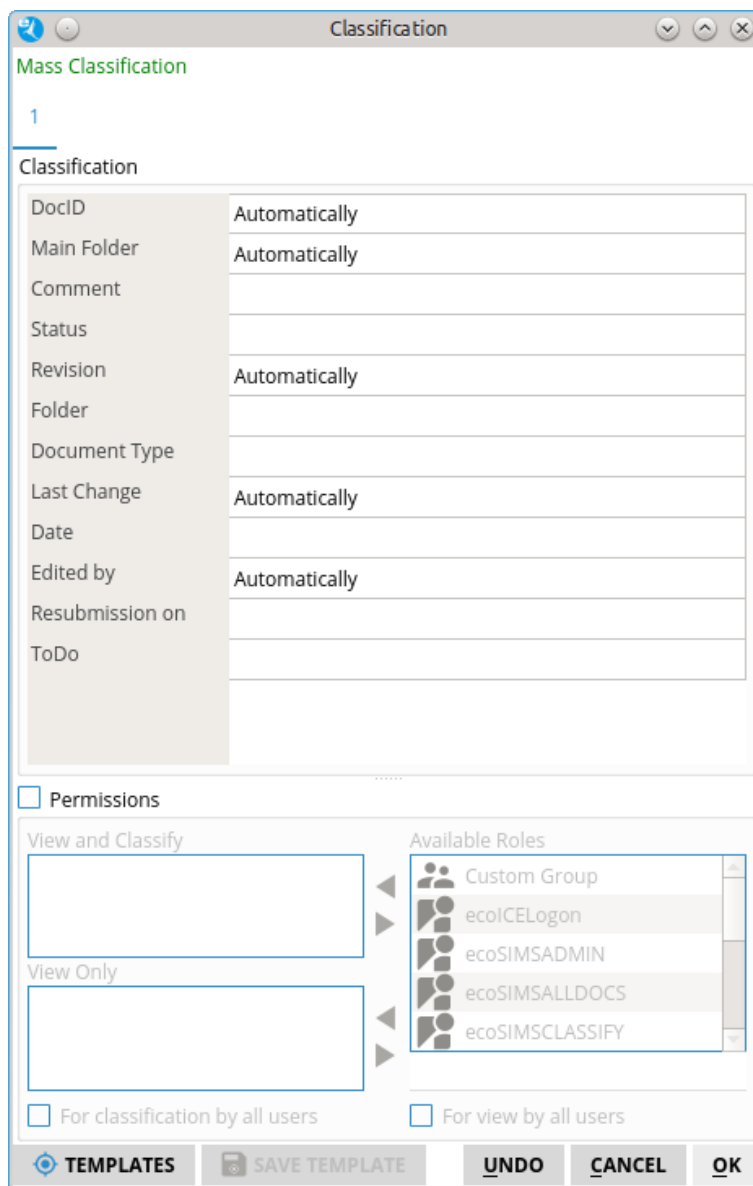 Classification
Mass Classification
1
Classification
DocID Automatically
Main Folder Automatically
Comment
Status
Revision Automatically
Folder
Document Type
Last Change Automatically
Date
Edited by Automatically
Resubmission on
ToDo
Permissions
View and Classify
Available Roles
Custom Group
ecoICELogon
ecoSIMSADMIN
ecoSIMSALLDOCS
ecoSIMSCLASSIFY
View Only
For classification by all users For view by all users
TEMPLATES SAVE TEMPLATE UNDO CANCEL OK